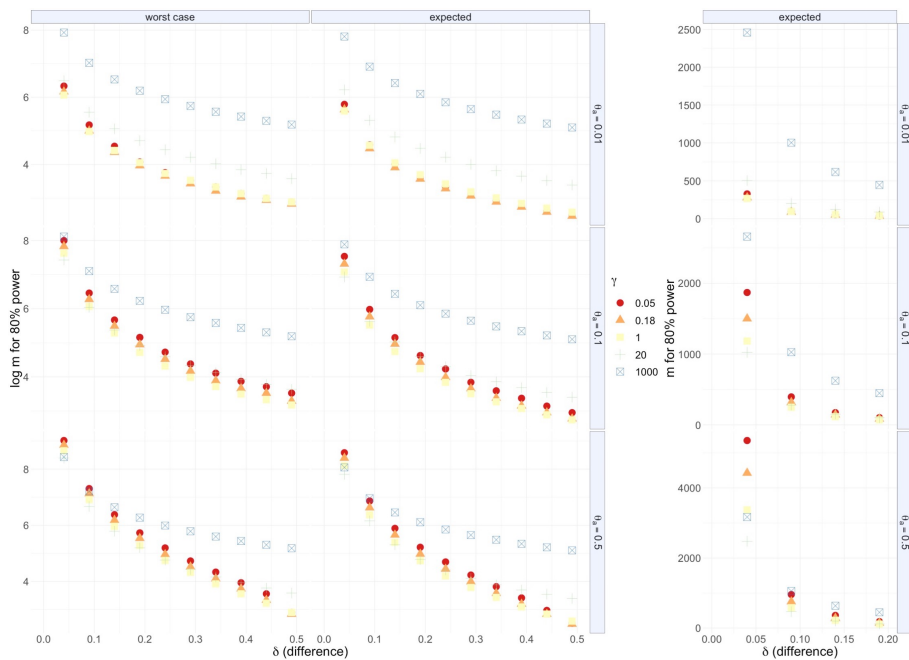 worst case
expected
expected
8
6
4
θa = 0.01
2500
2000
1500
1000
500
0
θa = 0.01
log m for 80% power
8
6
4
θa = 0.1
γ
0.05
0.18
1
20
1000
m for 80% power
2000
1000
0
θa = 0.1
6
4
θa = 0.5
4000
2000
0
θa = 0.5
0.0 0.1 0.2 0.3 0.4 0.5
0.0 0.1 0.2 0.3 0.4 0.5
0.00 0.05 0.10 0.15 0.20
δ (difference)
δ (difference)
δ (difference)